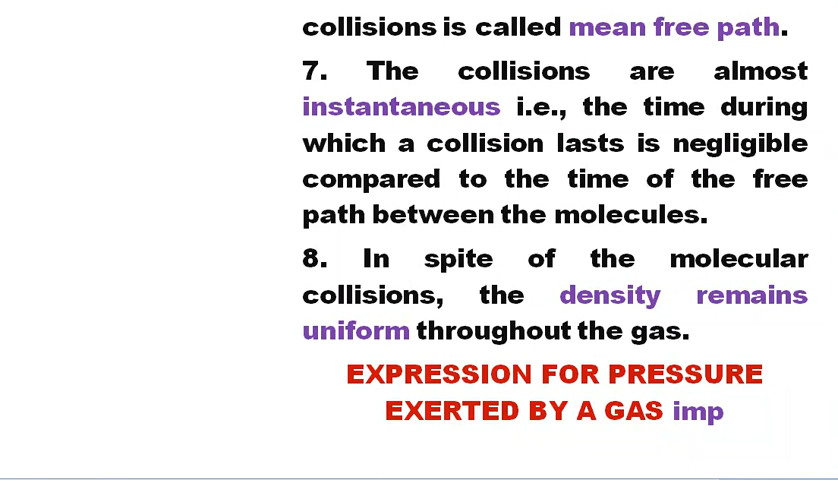 collisions is called mean free path.
7. The collisions are almost
instantaneous i.e., the time during
which a collision lasts is negligible
compared to the time of the free
path between the molecules.
8. In spite of the molecular
collisions, the density remains
uniform throughout the gas.
EXPRESSION FOR PRESSURE
EXERTED BY A GAS imp